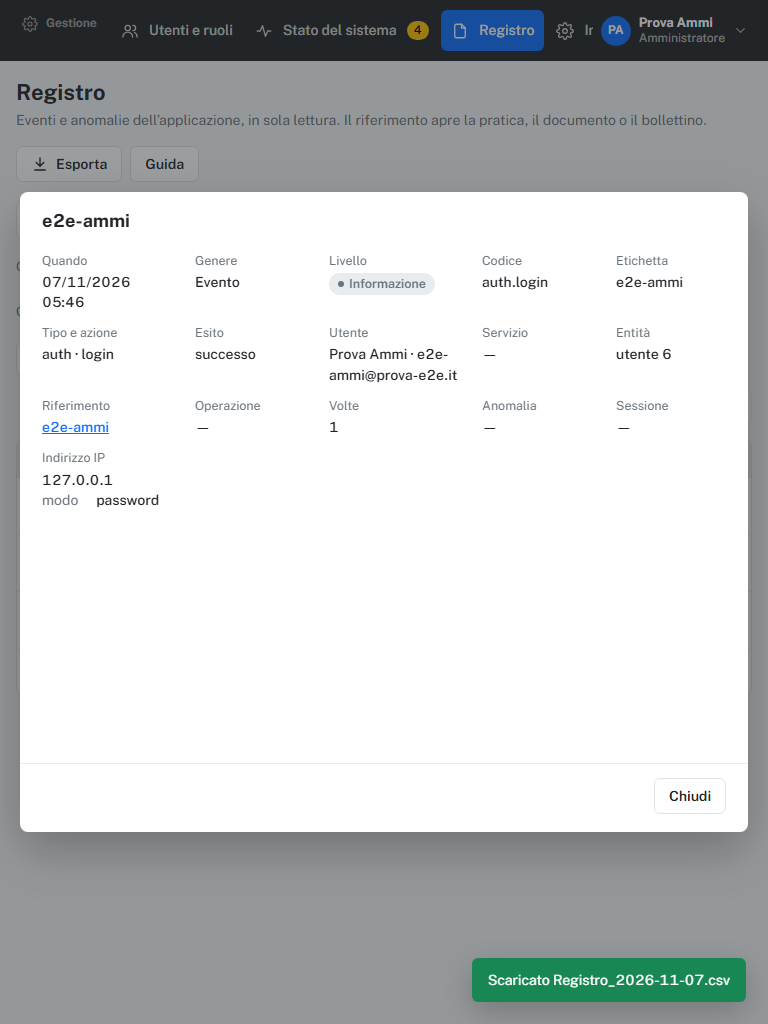 Gestione
Utenti e ruoli
Stato del sistema 4
Registro
Ir
PA
Prova Ammi
Amministratore
Registro
Eventi e anomalie dell'applicazione, in sola lettura. Il riferimento apre la pratica, il documento o il bollettino.
Esporta
Guida
e2e-ammi
Quando Genere Livello Codice Etichetta
07/11/2026 Evento Informazione auth.login e2e-ammi
05:46
Tipo e azione Esito Utente Servizio Entità
auth · login successo Prova Ammi · e2e- — utente 6
ammi@prova-e2e.it
Riferimento Operazione Volte Anomalia Sessione
e2e-ammi — 1 — —
Indirizzo IP
127.0.0.1
modo password
Chiudi
Scaricato Registro_2026-11-07.csv